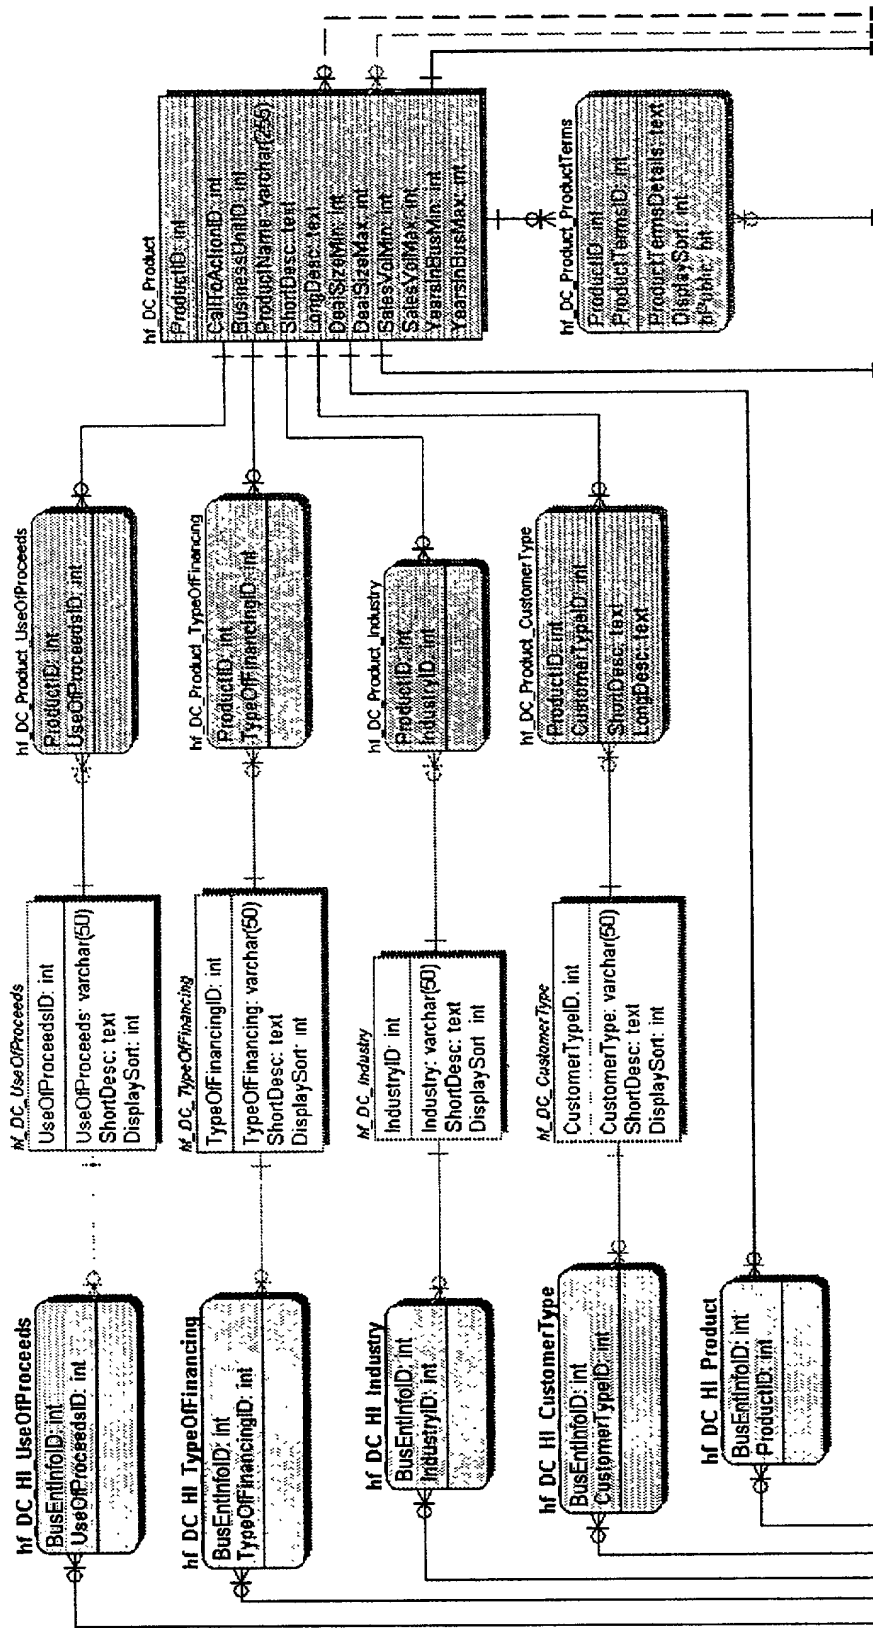 hf_DC_Product
ProductID: int
CallToActionID: int
BusinessUnitID: int
ProductName: varchar(255)
ShortDesc: text
LongDesc: text
DealSizeMin: int
DealSizeMax: int
SalesVolMin: int
SalesVolMax: int
YearsInBusMin: int
YearsInBusMax: int
hf_DC_Product_ProductTerms
ProductID: int
ProductTermsID: int
ProductTermsDetails: text
DisplaySort: int
bPublic: bit
hf_DC_Product_UseOfProceeds
ProductID: int
UseOfProceedsID: int
hf_DC_Product_TypeOfFinancing
ProductID: int
TypeOfFinancingID: int
hf_DC_Product_Industry
ProductID: int
IndustryID: int
hf_DC_Product_CustomerType
ProductID: int
CustomerTypeID: int
ShortDesc: text
LongDesc: text
hf_DC_UseOfProceeds
UseOfProceedsID: int
UseOfProceeds: varchar(50)
ShortDesc: text
DisplaySort: int
hf_DC_TypeOfFinancing
TypeOfFinancingID: int
TypeOfFinancing: varchar(50)
ShortDesc: text
DisplaySort: int
hf_DC_Industry
IndustryID: int
Industry: varchar(50)
ShortDesc: text
DisplaySort: int
hf_DC_CustomerType
CustomerTypeID: int
CustomerType: varchar(50)
ShortDesc: text
DisplaySort: int
hf_DC_HI_UseOfProceeds
BusEntInfoID: int
UseOfProceedsID: int
hf_DC_HI_TypeOfFinancing
BusEntInfoID: int
TypeOfFinancingID: int
hf_DC_HI_Industry
BusEntInfoID: int
IndustryID: int
hf_DC_HI_CustomerType
BusEntInfoID: int
CustomerTypeID: int
hf_DC_HI_Product
BusEntInfoID: int
ProductID: int